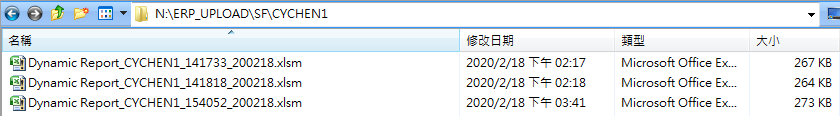 N:\ERP_UPLOAD\SF\CYCHEN1
名稱 修改日期 類型 大小
Dynamic Report_CYCHEN1_141733_200218.xlsm 2020/2/18 下午 02:17 Microsoft Office Ex... 267 KB
Dynamic Report_CYCHEN1_141818_200218.xlsm 2020/2/18 下午 02:18 Microsoft Office Ex... 264 KB
Dynamic Report_CYCHEN1_154052_200218.xlsm 2020/2/18 下午 03:41 Microsoft Office Ex... 273 KB